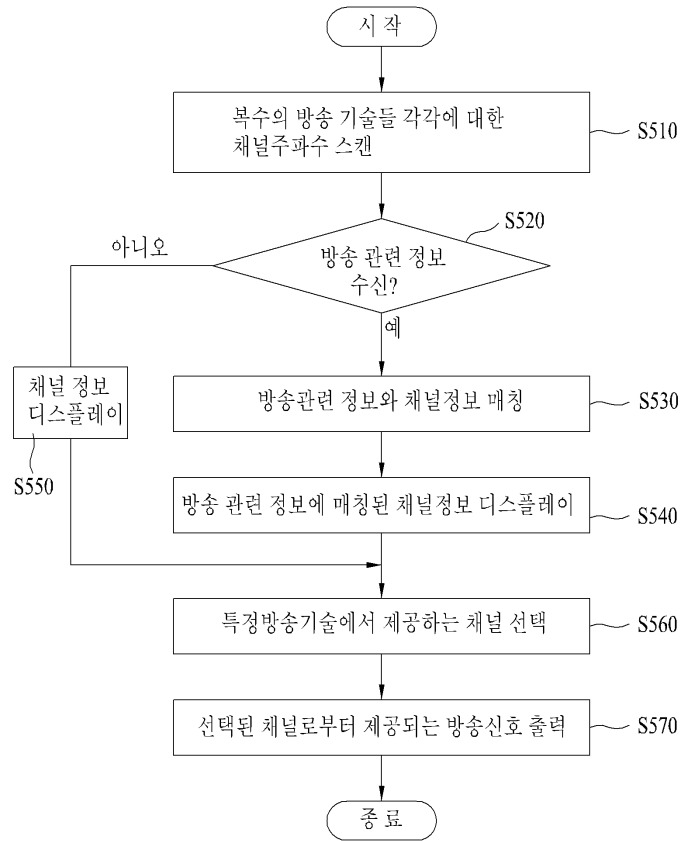 시 작
복수의 방송 기술들 각각에 대한
채널주파수 스캔
S510
S520
방송 관련 정보
수신?
아니오
예
채널 정보
디스플레이
S550
방송관련 정보와 채널정보 매칭
S530
방송 관련 정보에 매칭된 채널정보 디스플레이
S540
특정방송기술에서 제공하는 채널 선택
S560
선택된 채널로부터 제공되는 방송신호 출력
S570
종 료